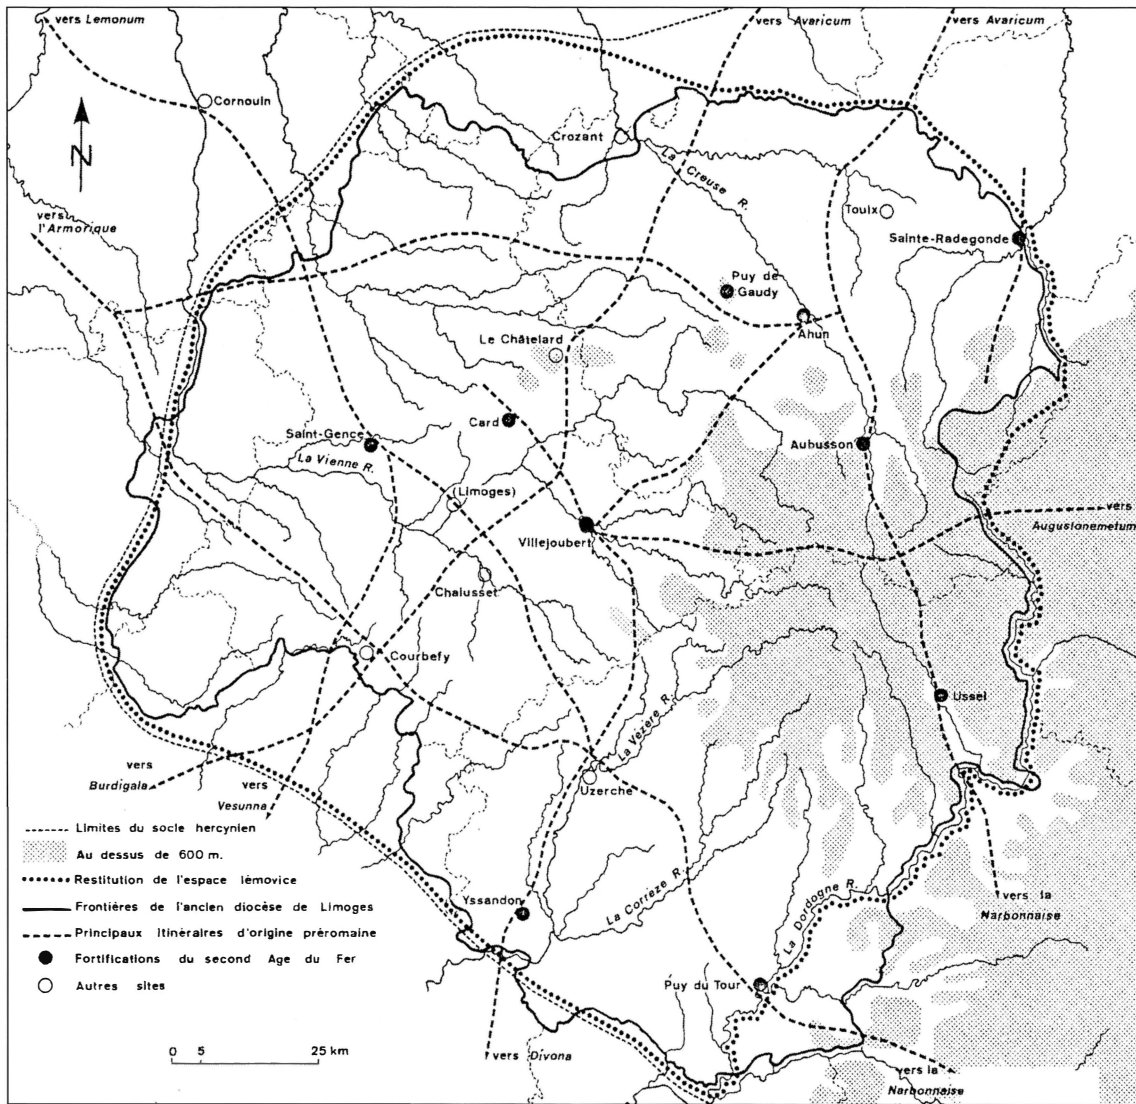 vers Lemonum
vers
Avaricum
vers Avaricum
Cornouin
N
Crozant
La Creuse R.
vers
l'Armorique
Toulx
Sainte-Radegonde
Puy de
Gaudy
Ahun
Le Châtelard
Card
Saint-Gence
La Vienne R.
Aubusson
(Limoges)
vers
Augustonemetum
Villejoubert
Chalusset
Courbefy
Ussel
La Vézère R.
vers
Burdigala
vers
Vesunna
Uzerche
Limites du socle hercynien
Au dessus de 600 m.
Restitution de l'espace lémovice
Frontières de l'ancien diocèse de Limoges
Principaux Itinéraires d'origine préromaine
Fortifications du second Age du Fer
Autres sites
Yssandon
La Corrèze R.
La Dordogne R.
vers la
Narbonnaise
Puy du Tour
0 5 25 km
vers Divona
vers la
Narbonnaise